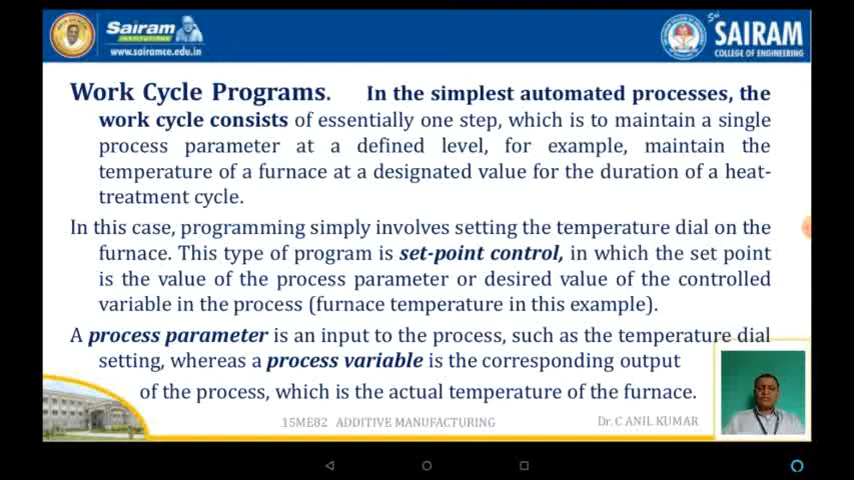 Sairam
INSTITUTIONS
www.sairamce.edu.in
SAIRAM
COLLEGE OF ENGINEERING
Work Cycle Programs. In the simplest automated processes, the
work cycle consists of essentially one step, which is to maintain a single
process parameter at a defined level, for example, maintain the
temperature of a furnace at a designated value for the duration of a heat-
treatment cycle.
In this case, programming simply involves setting the temperature dial on the
furnace. This type of program is set-point control, in which the set point
is the value of the process parameter or desired value of the controlled
variable in the process (furnace temperature in this example).
A process parameter is an input to the process, such as the temperature dial
setting, whereas a process variable is the corresponding output
of the process, which is the actual temperature of the furnace.
15ME82 ADDITIVE MANUFACTURING
Dr. C ANIL KUMAR